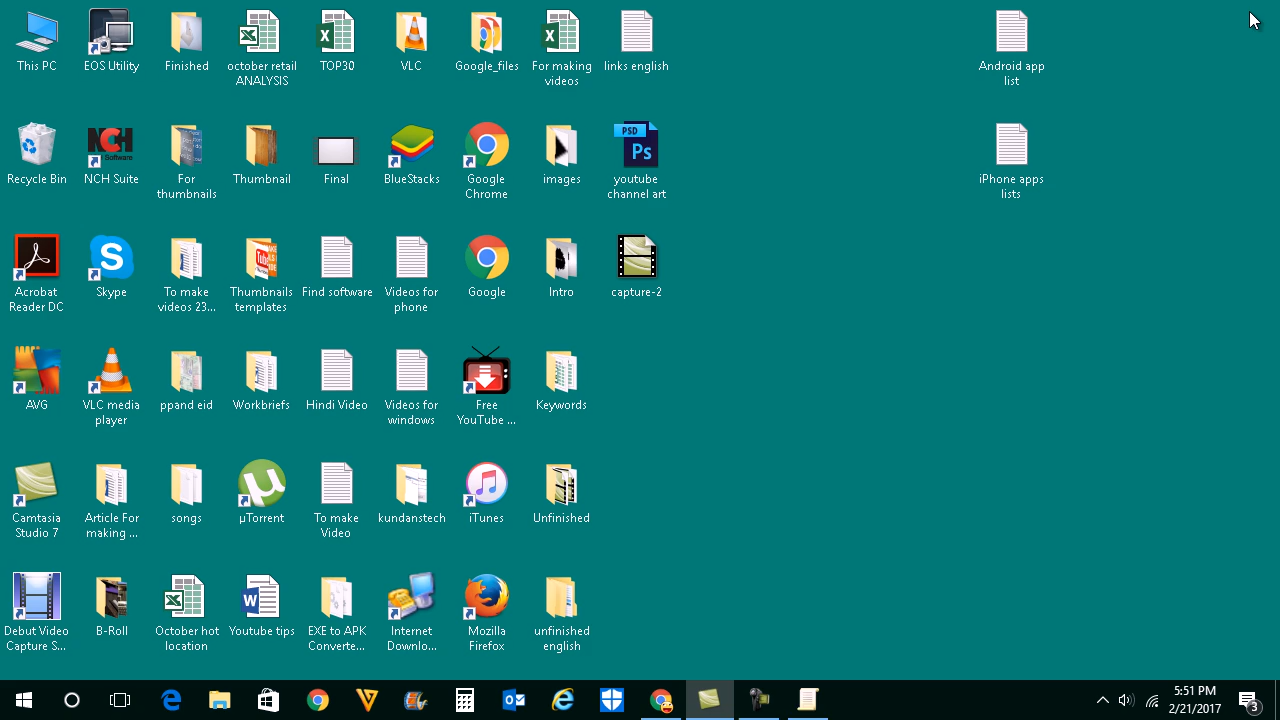 This PC
EOS Utility
Finished
october retail
ANALYSIS
TOP30
VLC
Google_files
For making
videos
links english
Android app
list
Recycle Bin
NCH
Software
NCH Suite
For
thumbnails
Thumbnail
Final
BlueStacks
Google
Chrome
images
PSD
Ps
youtube
channel art
iPhone apps
lists
Acrobat
Reader DC
Skype
To make
videos 23...
Thumbnails
templates
Find software
Videos for
phone
Google
Intro
capture-2
AVG
VLC media
player
ppand eid
Workbriefs
Hindi Video
Videos for
windows
Free
YouTube ...
Keywords
Camtasia
Studio 7
Article For
making ...
songs
µTorrent
To make
Video
kundanstech
iTunes
Unfinished
Debut Video
Capture S...
B-Roll
October hot
location
Youtube tips
EXE to APK
Converte...
Internet
Downlo...
Mozilla
Firefox
unfinished
english
5:51 PM
2/21/2017
3